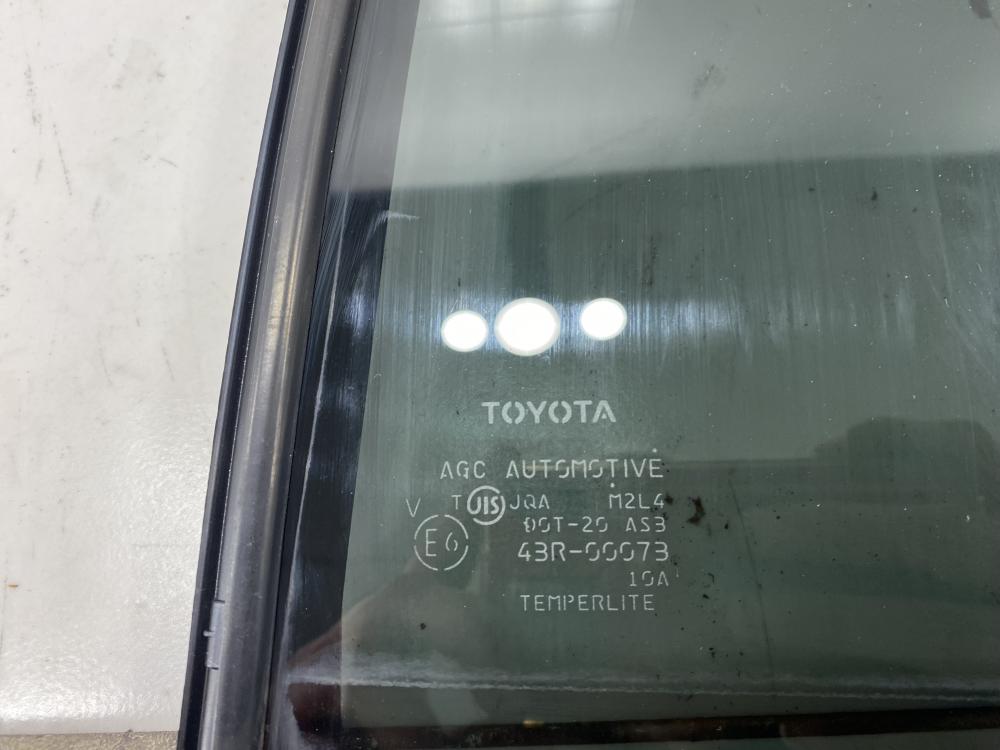 TOYOTA
AGC AUTOMOTIVE
T JIS JQA M2L4
V DOT-20 AS3
E6 43R-00073
10A
TEMPERLITE